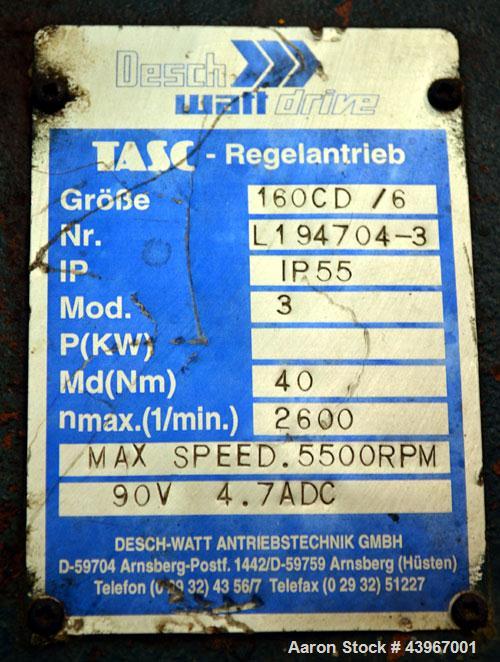 Desch
watt drive
TASC - Regelantrieb
Größe 160CD /6
Nr. L194704-3
IP IP55
Mod. 3
P(KW)
Md(Nm) 40
nmax.(1/min.) 2600
MAX SPEED.5500RPM
90V 4.7ADC
DESCH-WATT ANTRIEBSTECHNIK GMBH
D-59704 Arnsberg-Postf. 1442/D-59759 Arnsberg (Hüsten)
Telefon (0 29 32) 43 56/7 Telefax (0 29 32) 51227
Aaron Stock # 43967001